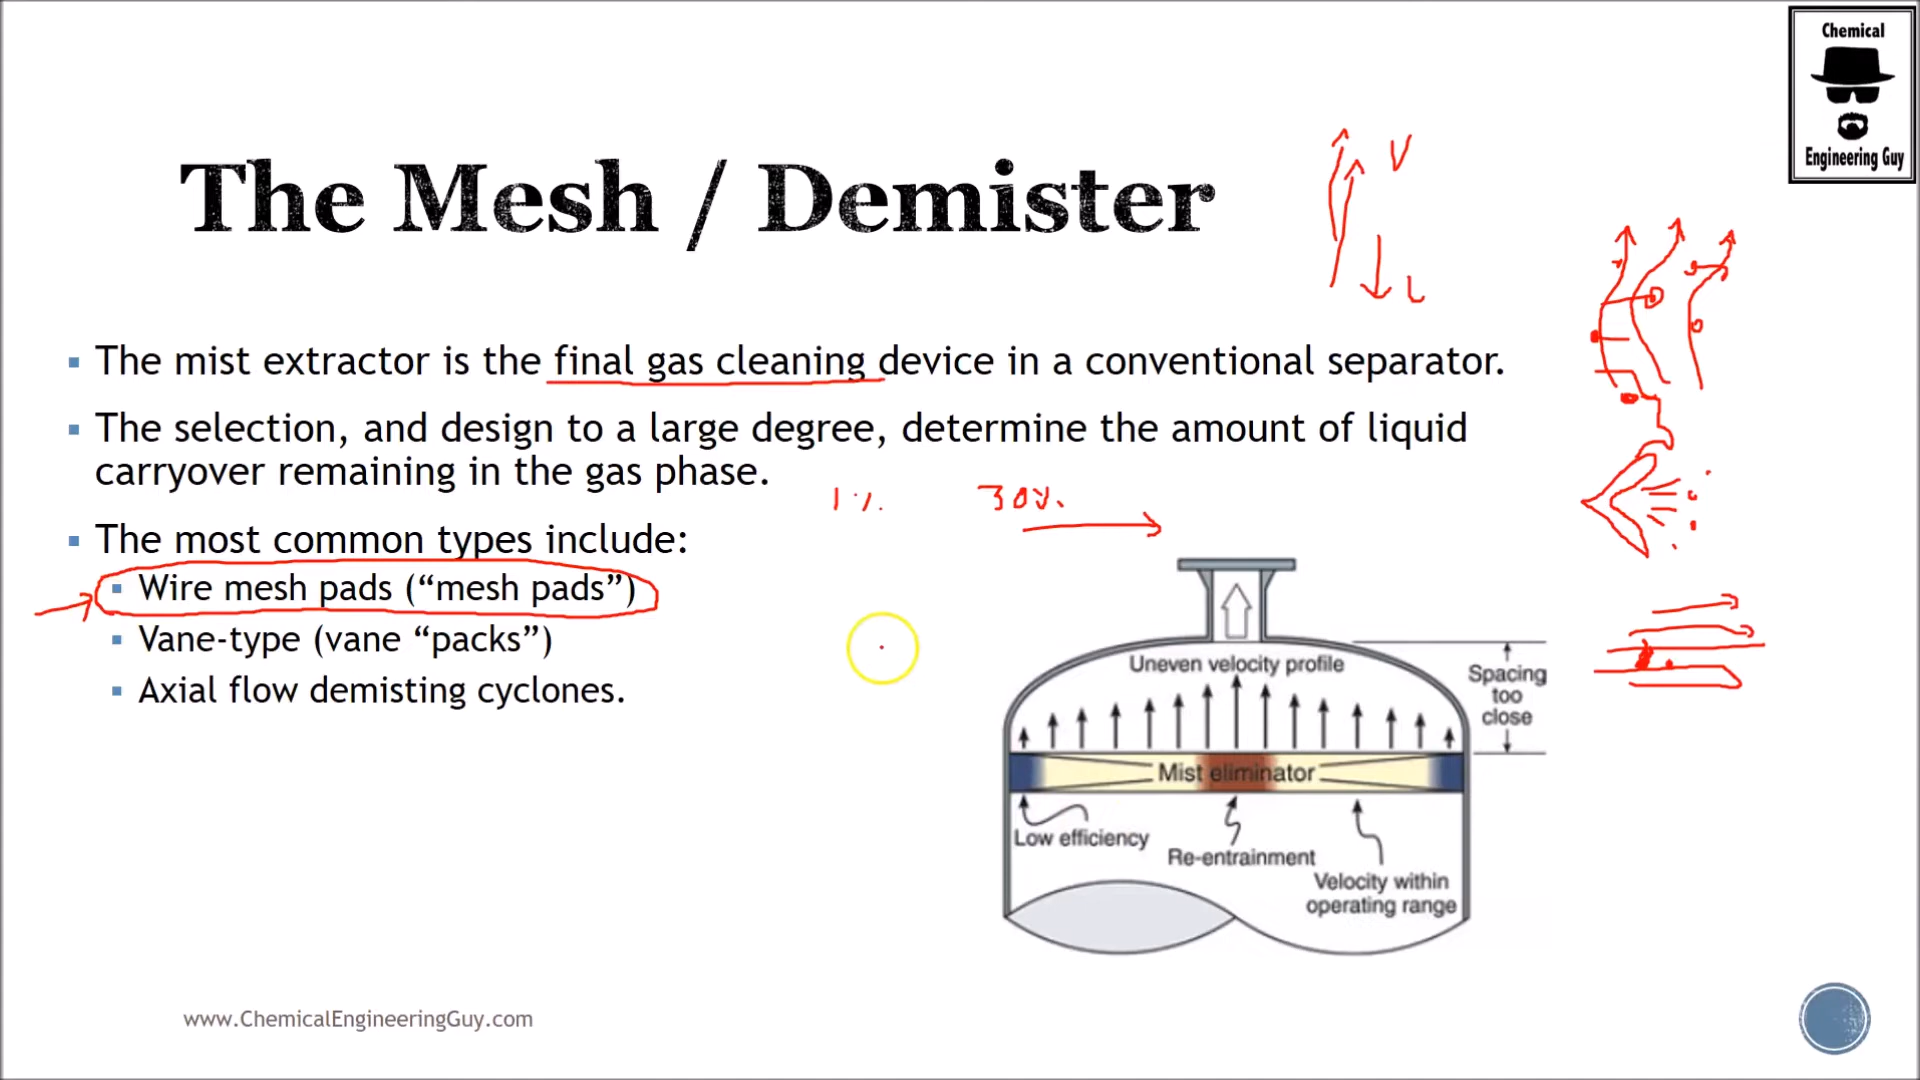 Chemical
Engineering Guy
The Mesh / Demister
V
L
▪ The mist extractor is the final gas cleaning device in a conventional separator.
▪ The selection, and design to a large degree, determine the amount of liquid
carryover remaining in the gas phase.
1%. 30%.
▪ The most common types include:
▪ Wire mesh pads (“mesh pads”)
▪ Vane-type (vane “packs”)
▪ Axial flow demisting cyclones.
Uneven velocity profile
Spacing
too
close
Mist eliminator
Low efficiency
Re-entrainment
Velocity within
operating range
www.ChemicalEngineeringGuy.com